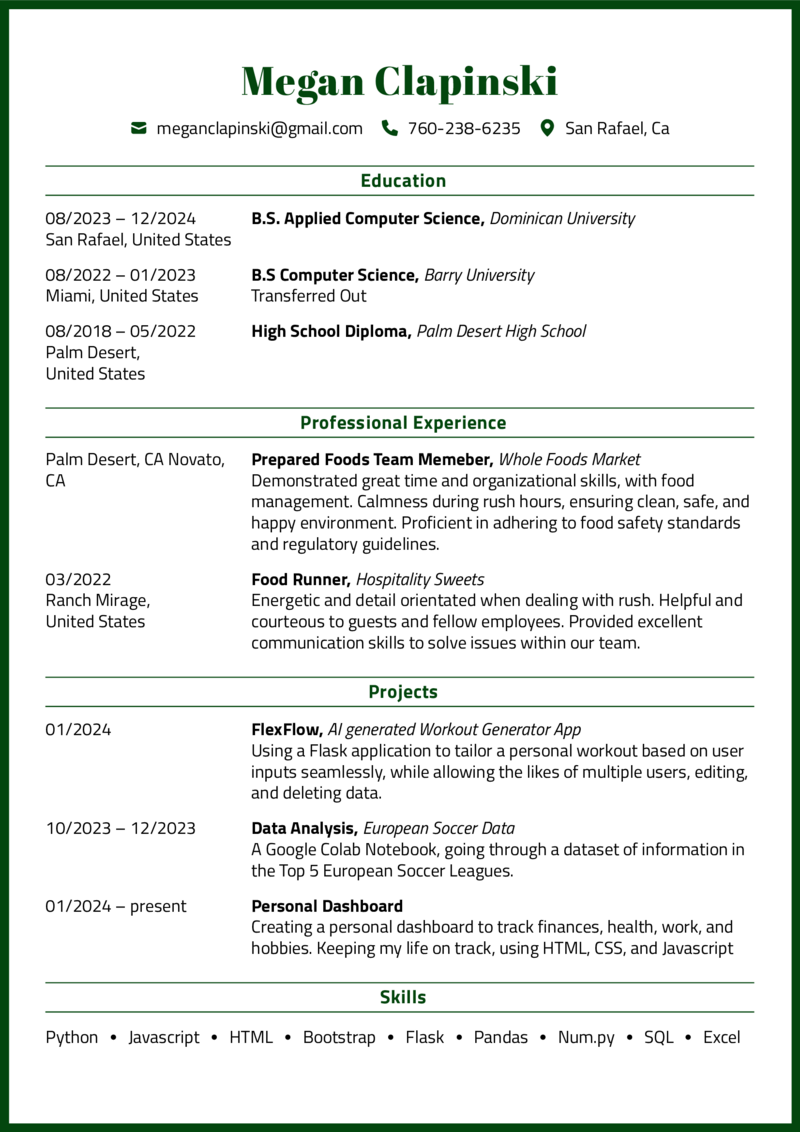 Megan Clapinski
meganclapinski@gmail.com 760-238-6235 San Rafael, Ca
Education
08/2023 – 12/2024 B.S. Applied Computer Science, Dominican University
San Rafael, United States
08/2022 – 01/2023 B.S Computer Science, Barry University
Miami, United States Transferred Out
08/2018 – 05/2022 High School Diploma, Palm Desert High School
Palm Desert,
United States
Professional Experience
Palm Desert, CA Novato, Prepared Foods Team Memeber, Whole Foods Market
CA Demonstrated great time and organizational skills, with food
management. Calmness during rush hours, ensuring clean, safe, and
happy environment. Proficient in adhering to food safety standards
and regulatory guidelines.
03/2022 Food Runner, Hospitality Sweets
Ranch Mirage, Energetic and detail orientated when dealing with rush. Helpful and
United States courteous to guests and fellow employees. Provided excellent
communication skills to solve issues within our team.
Projects
01/2024 FlexFlow, AI generated Workout Generator App
Using a Flask application to tailor a personal workout based on user
inputs seamlessly, while allowing the likes of multiple users, editing,
and deleting data.
10/2023 – 12/2023 Data Analysis, European Soccer Data
A Google Colab Notebook, going through a dataset of information in
the Top 5 European Soccer Leagues.
01/2024 – present Personal Dashboard
Creating a personal dashboard to track finances, health, work, and
hobbies. Keeping my life on track, using HTML, CSS, and Javascript
Skills
Python • Javascript • HTML • Bootstrap • Flask • Pandas • Num.py • SQL • Excel